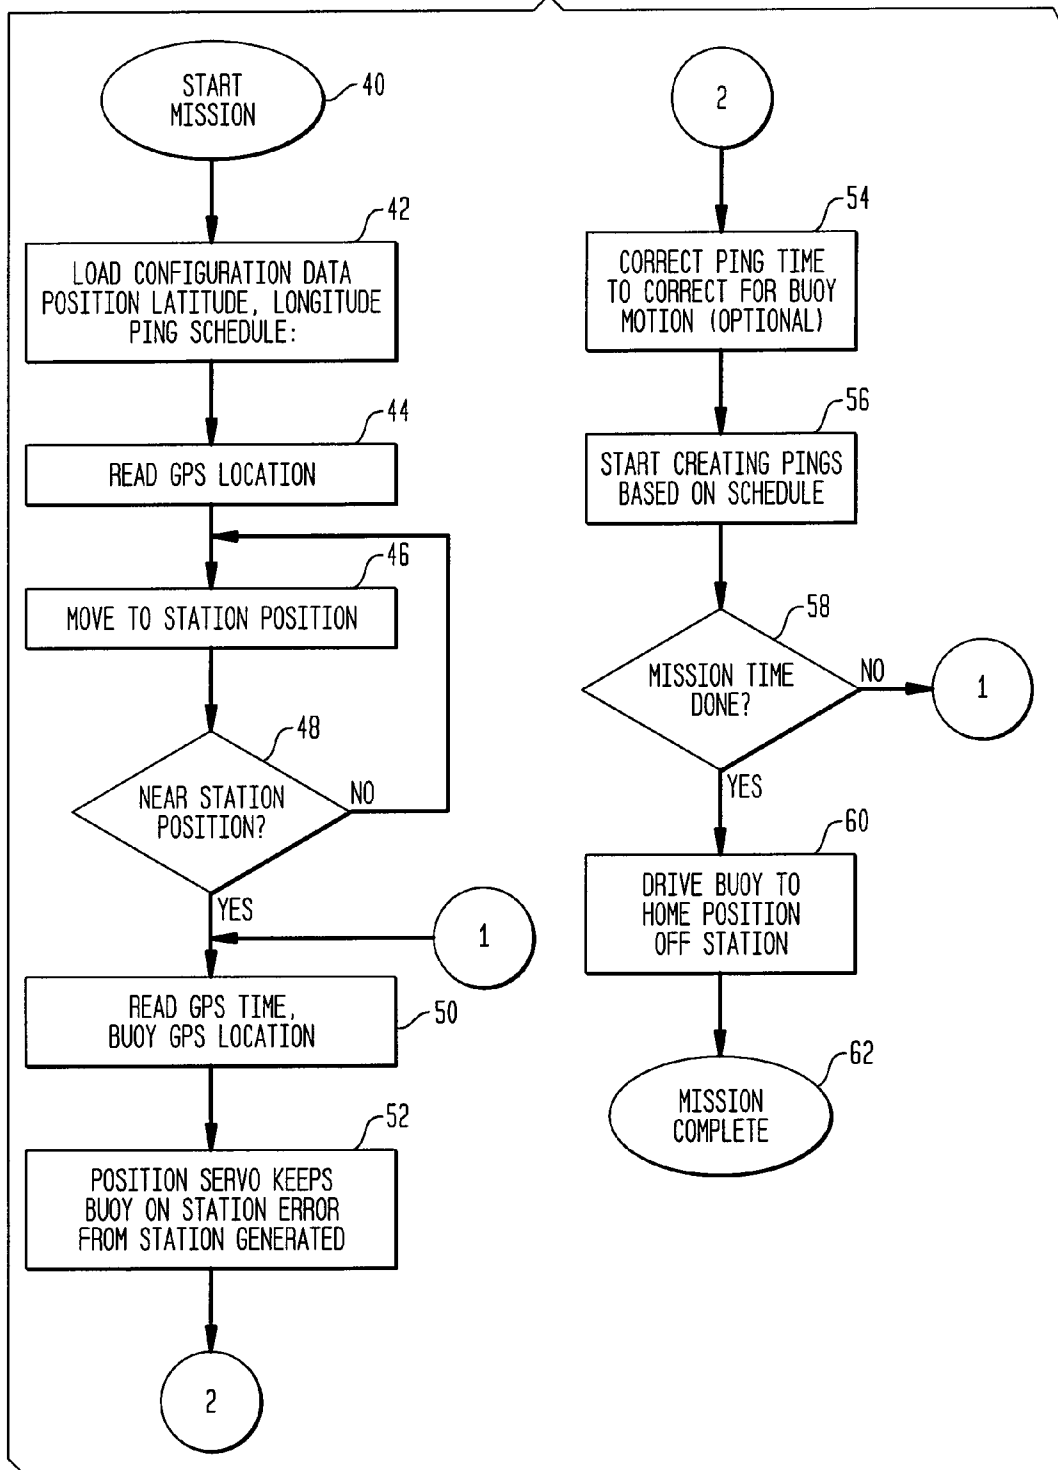 START
MISSION
40
42
LOAD CONFIGURATION DATA
POSITION LATITUDE, LONGITUDE
PING SCHEDULE:
44
READ GPS LOCATION
46
MOVE TO STATION POSITION
48
NEAR STATION
POSITION?
NO
YES
1
READ GPS TIME,
BUOY GPS LOCATION
50
52
POSITION SERVO KEEPS
BUOY ON STATION ERROR
FROM STATION GENERATED
2
2
54
CORRECT PING TIME
TO CORRECT FOR BUOY
MOTION (OPTIONAL)
56
START CREATING PINGS
BASED ON SCHEDULE
58
MISSION TIME
DONE?
NO
1
YES
60
DRIVE BUOY TO
HOME POSITION
OFF STATION
62
MISSION
COMPLETE